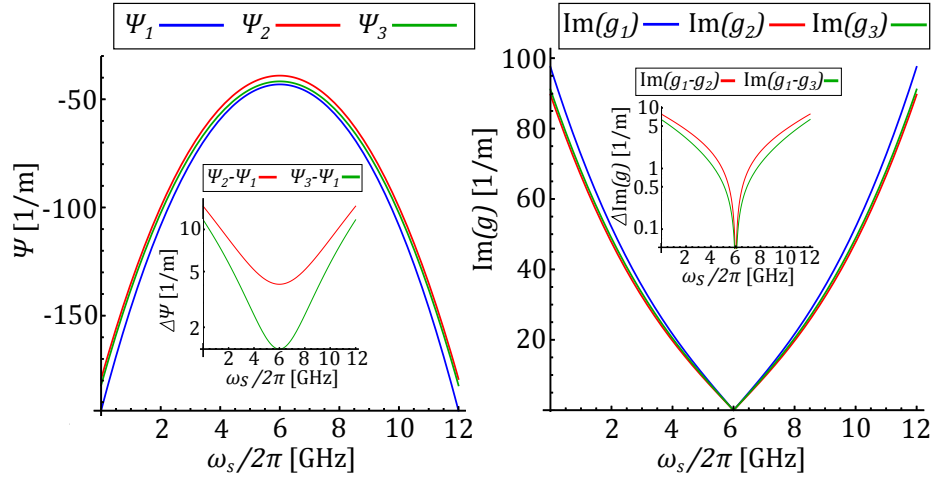 Ψ1 Ψ2 Ψ3
-50
-100
-150
Ψ [1/m]
2 4 6 8 10 12
ωs/2π [GHz]
Ψ2-Ψ1 Ψ3-Ψ1
10
5
2
ΔΨ [1/m]
0 2 4 6 8 10 12
ωs/2π [GHz]
Im(g1) Im(g2) Im(g3)
100
80
60
40
20
Im(g) [1/m]
2 4 6 8 10 12
ωs/2π [GHz]
Im(g1-g2) Im(g1-g3)
10
5
1
0.5
0.1
ΔIm(g) [1/m]
0 2 4 6 8 10 12
ωs/2π [GHz]